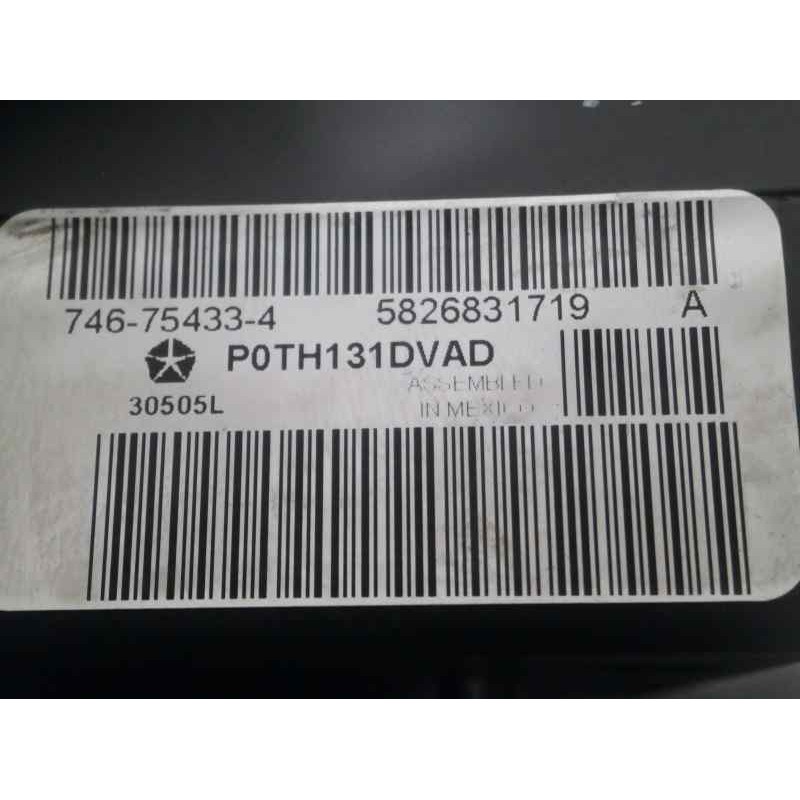 746-75433-4 5826831719 A
P0TH131DVAD
ASSEMBLED
30505L IN MEXICO